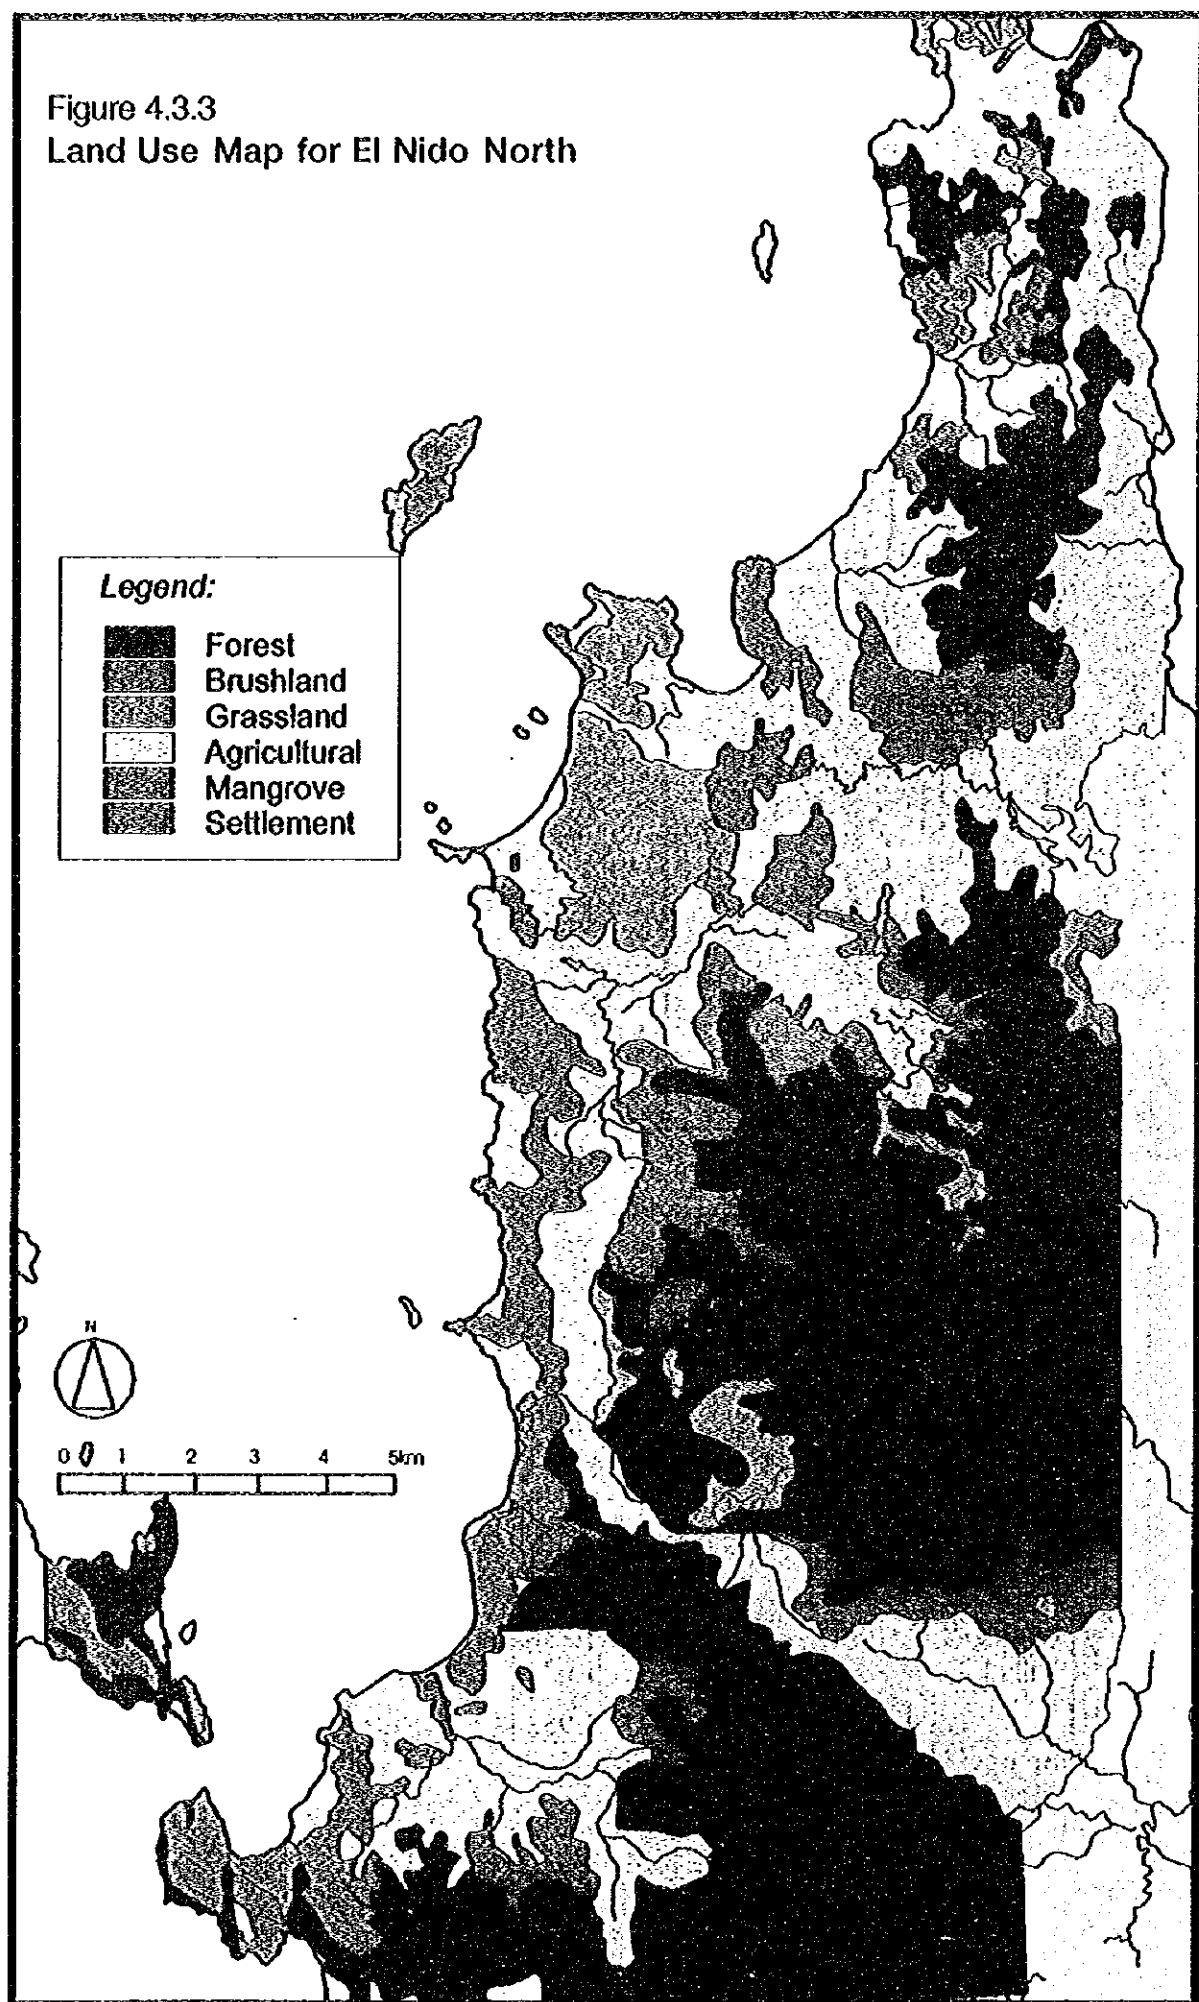 Figure 4.3.3
Land Use Map for El Nido North
Legend:
Forest
Brushland
Grassland
Agricultural
Mangrove
Settlement
N
0 1 2 3 4 5km